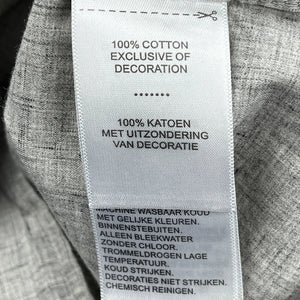 100% COTTON
EXCLUSIVE OF
DECORATION
100% KATOEN
MET UITZONDERING
VAN DECORATIE
MACHINE WASBAAR KOUD
MET GELIJKE KLEUREN.
BINNENSTEBUITEN.
ALLEEN BLEEKWATER
ZONDER CHLOOR.
TROMMELDROGEN LAGE
TEMPERATUUR.
KOUD STRIJKEN.
DECORATIES NIET STRIJKEN.
CHEMISCH REINIGEN.